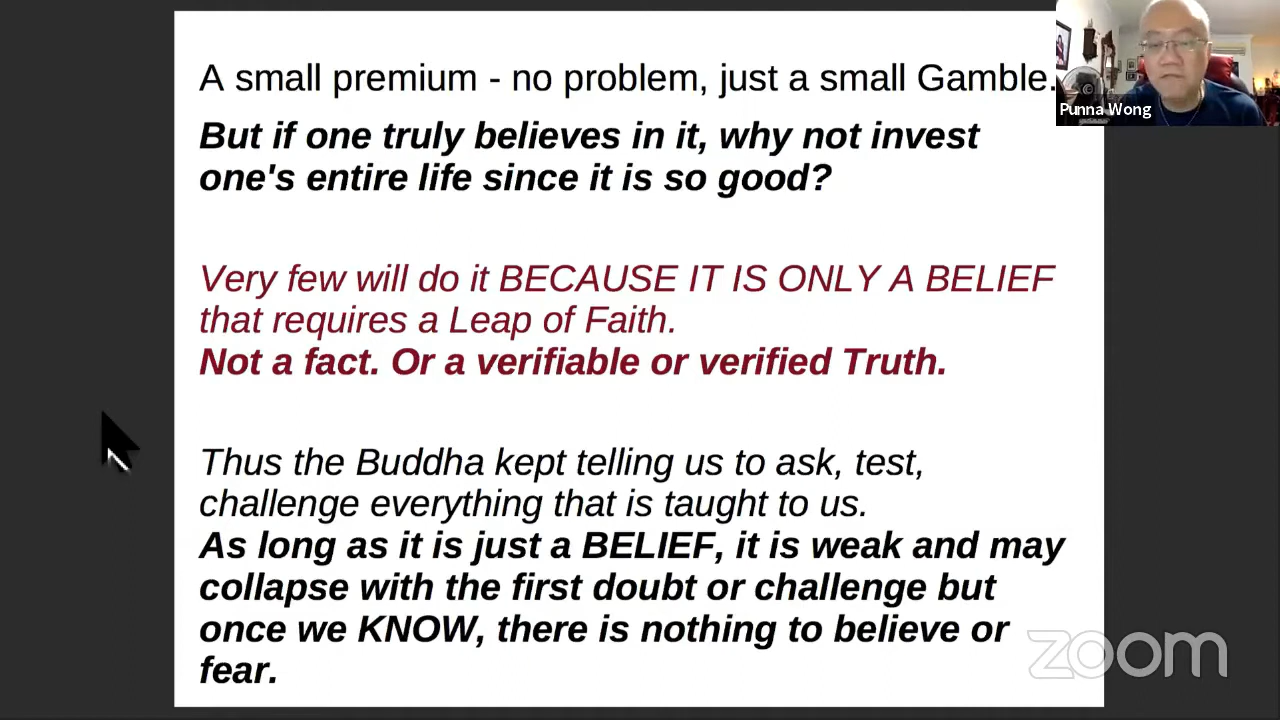 A small premium - no problem, just a small Gamble.
But if one truly believes in it, why not invest
one's entire life since it is so good?
Very few will do it BECAUSE IT IS ONLY A BELIEF
that requires a Leap of Faith.
Not a fact. Or a verifiable or verified Truth.
Thus the Buddha kept telling us to ask, test,
challenge everything that is taught to us.
As long as it is just a BELIEF, it is weak and may
collapse with the first doubt or challenge but
once we KNOW, there is nothing to believe or
fear.
Punna Wong
zoom